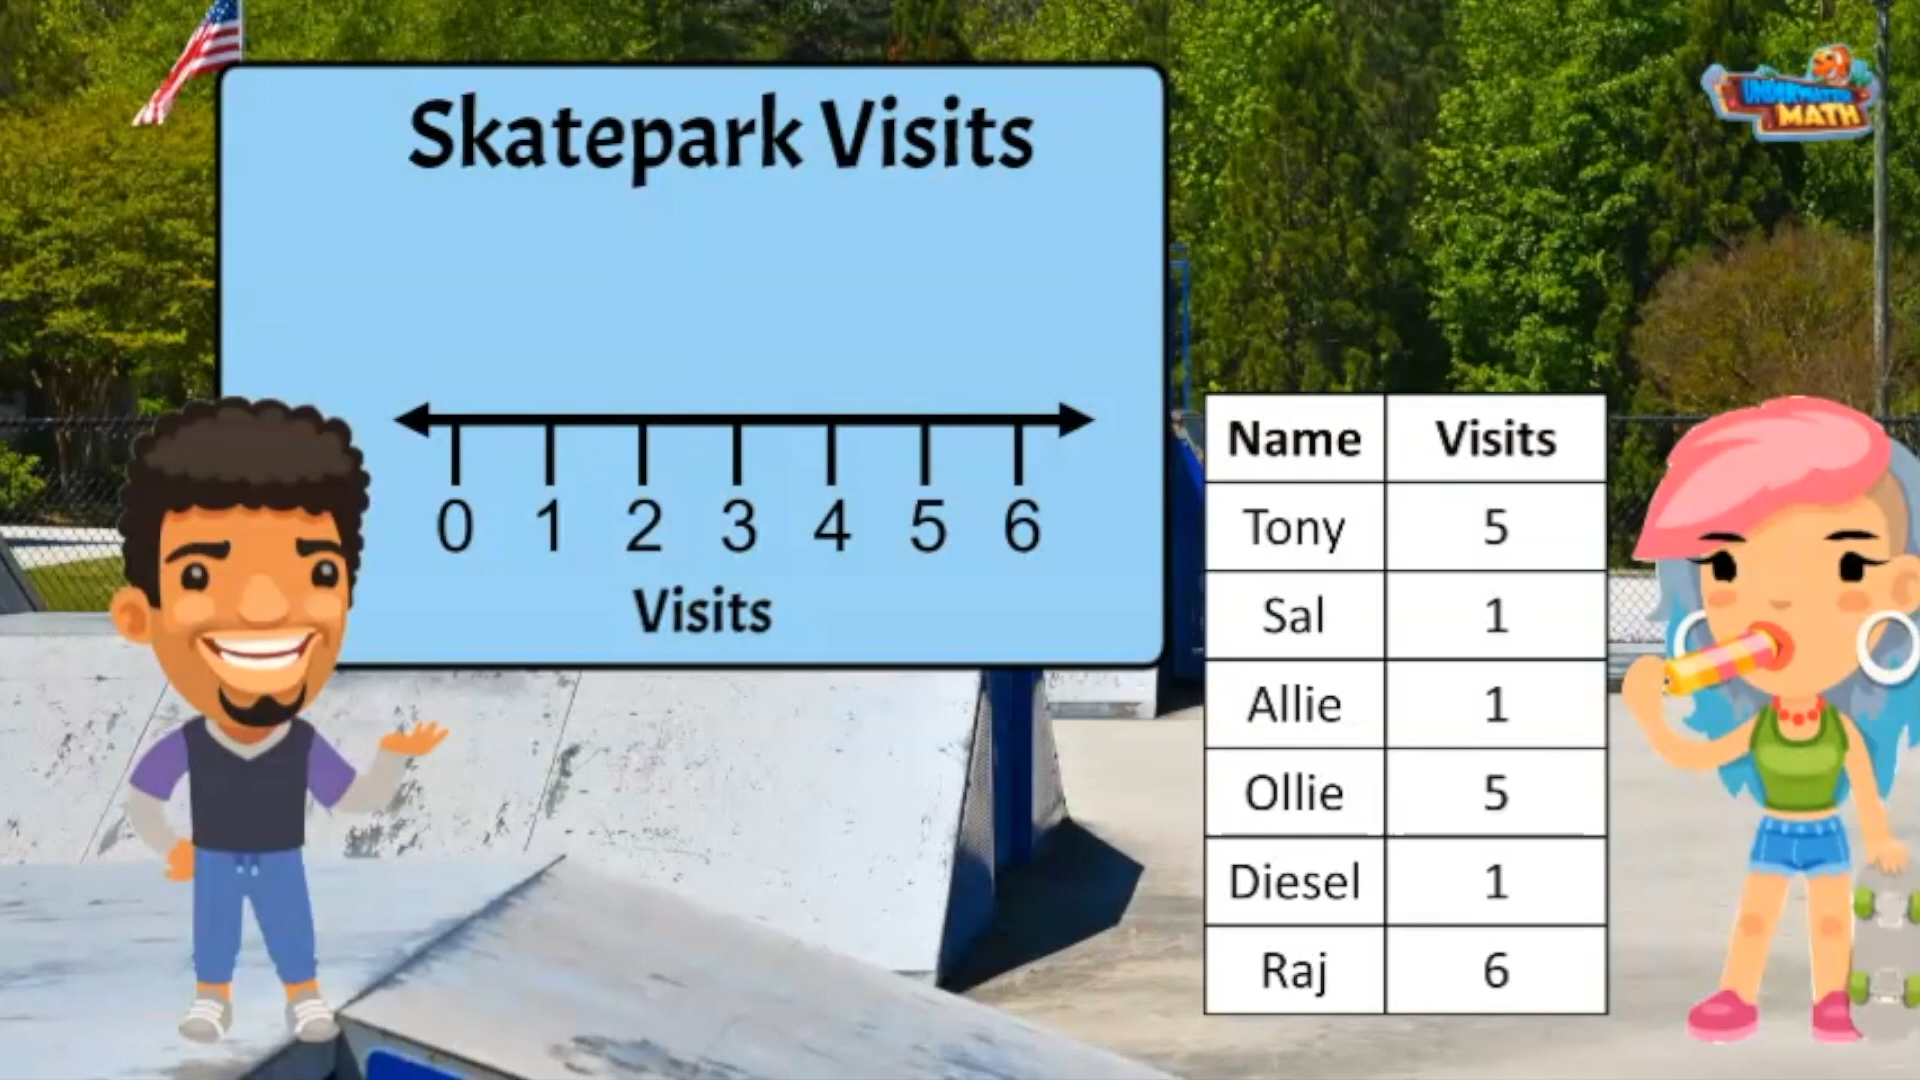 Skatepark Visits
0 1 2 3 4 5 6
Visits
UNDERWATER
MATH
Name Visits
Tony 5
Sal 1
Allie 1
Ollie 5
Diesel 1
Raj 6